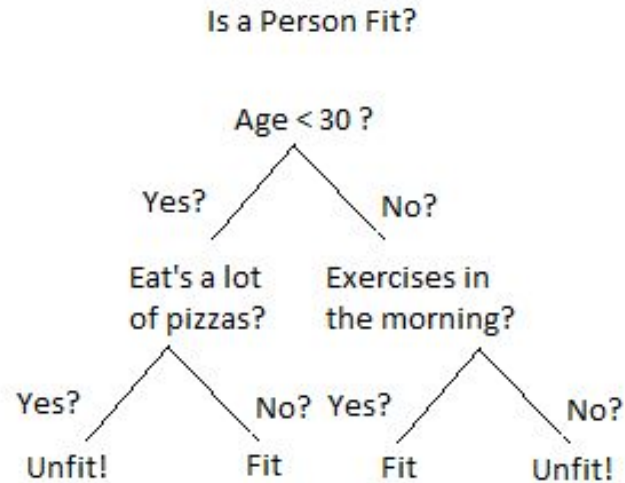 Is a Person Fit?
Age < 30 ?
Yes?
No?
Eat's a lot
of pizzas?
Exercises in
the morning?
Yes?
No?
Yes?
No?
Unfit!
Fit
Fit
Unfit!